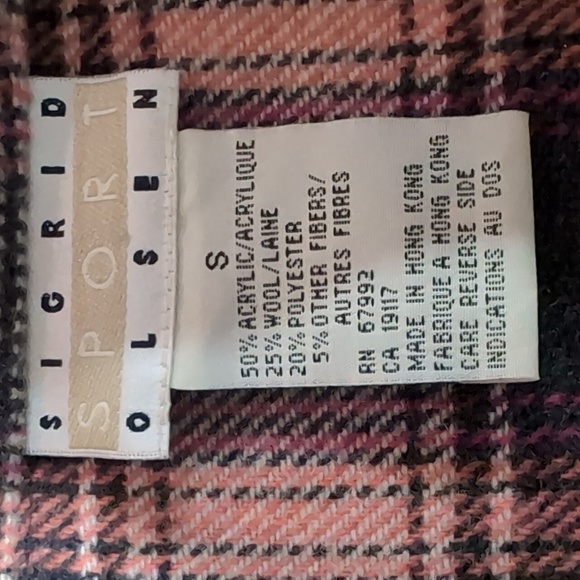 SIGRID
SPORT
OLSEN
S
50% ACRYLIC/ACRYLIQUE
25% WOOL/LAINE
20% POLYESTER
5% OTHER FIBERS/
AUTRES FIBRES
RN 67992
CA 19117
MADE IN HONG KONG
FABRIQUE A HONG KONG
CARE REVERSE SIDE
INDICATIONS AU DOS